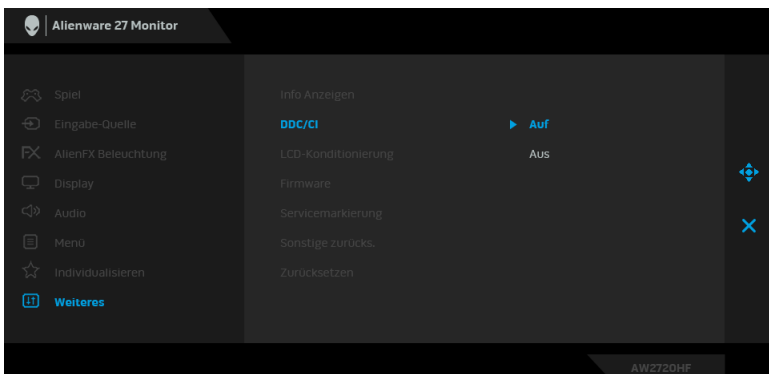 Alienware 27 Monitor
Spiel
Info Anzeigen
Eingabe-Quelle
DDC/CI
Auf
AlienFX Beleuchtung
LCD-Konditionierung
Aus
Display
Firmware
Audio
Servicemarkierung
Menü
Sonstige zurücks.
Individualisieren
Zurücksetzen
Weiteres
AW2720HF